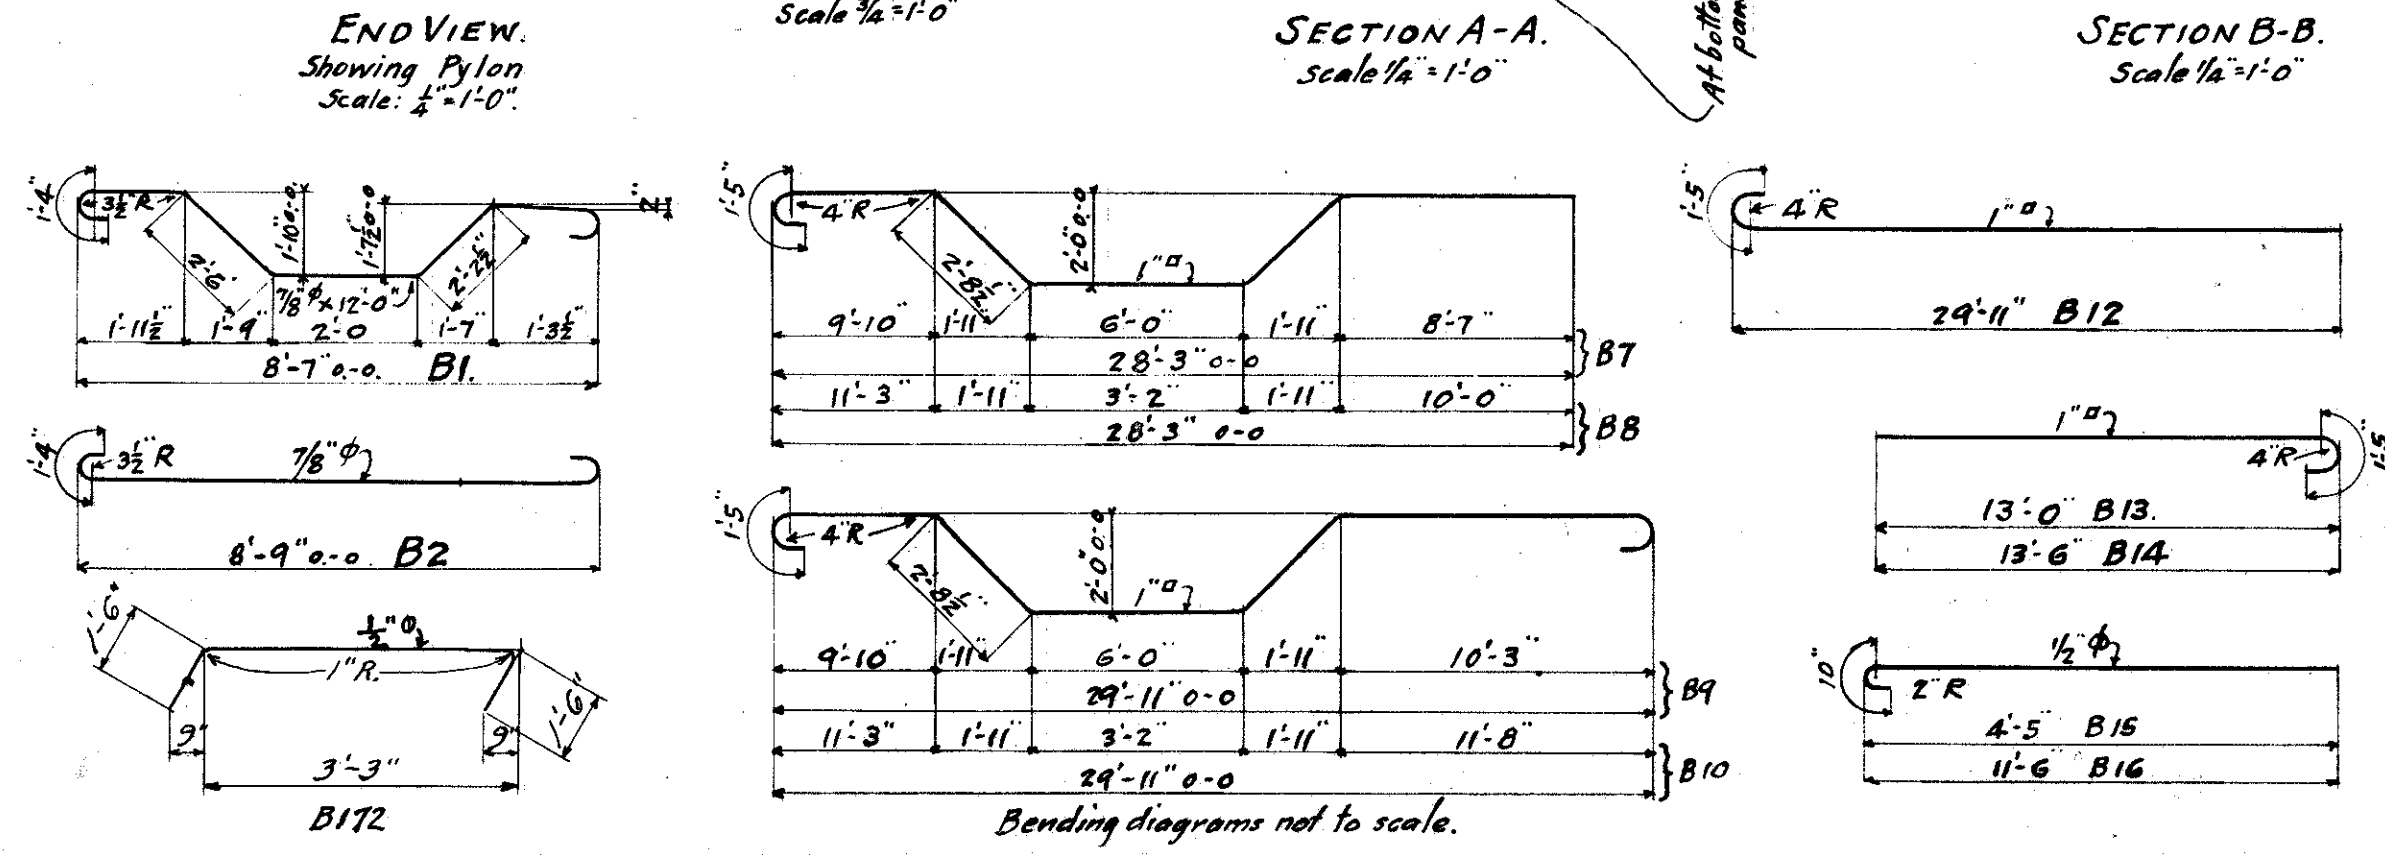 END VIEW.
Showing Pylon
Scale: 1/4"=1'-0".
Scale 3/4"=1'-0"
SECTION A-A.
Scale 1/4"=1'-0"
At bottom
SECTION B-B.
Scale 1/4"=1'-0"
1'-4"
3 1/2" R
1'-10" o.-o.
1'-7 1/2" o-o
2"
2'-6"
2'-2 1/2"
7/8" φ x 12'-0"
1'-11 1/2" 1'-9" 2'-0 1'-7" 1'-3 1/2"
8'-7" o.-o. B1.
1'-4"
3 1/2" R
7/8" φ
8'-9" o.-o. B2
1'-6"
1/2" φ
1" R.
1'-6"
9" 9"
3'-3"
B172
1'-5"
4" R
2'-0" o-o
2'-8 1/2"
1" □
9'-10" 1'-11" 6'-0" 1'-11" 8'-7"
28'-3" o-o B7
11'-3" 1'-11" 3'-2" 1'-11" 10'-0"
28'-3" o-o B8
1'-5"
4" R
2'-0" o-o
2'-8 1/2"
1" □
9'-10" 1'-11" 6'-0" 1'-11" 10'-3"
29'-11" o-o B9
11'-3" 1'-11" 3'-2" 1'-11" 11'-8"
29'-11" o-o B10
Bending diagrams not to scale.
1'-5"
4" R
1" □
29'-11" B12
1" □
4" R
1'-5"
13'-0" B13.
13'-6" B14
10"
1/2" φ
2" R
4'-5" B15
11'-6" B16